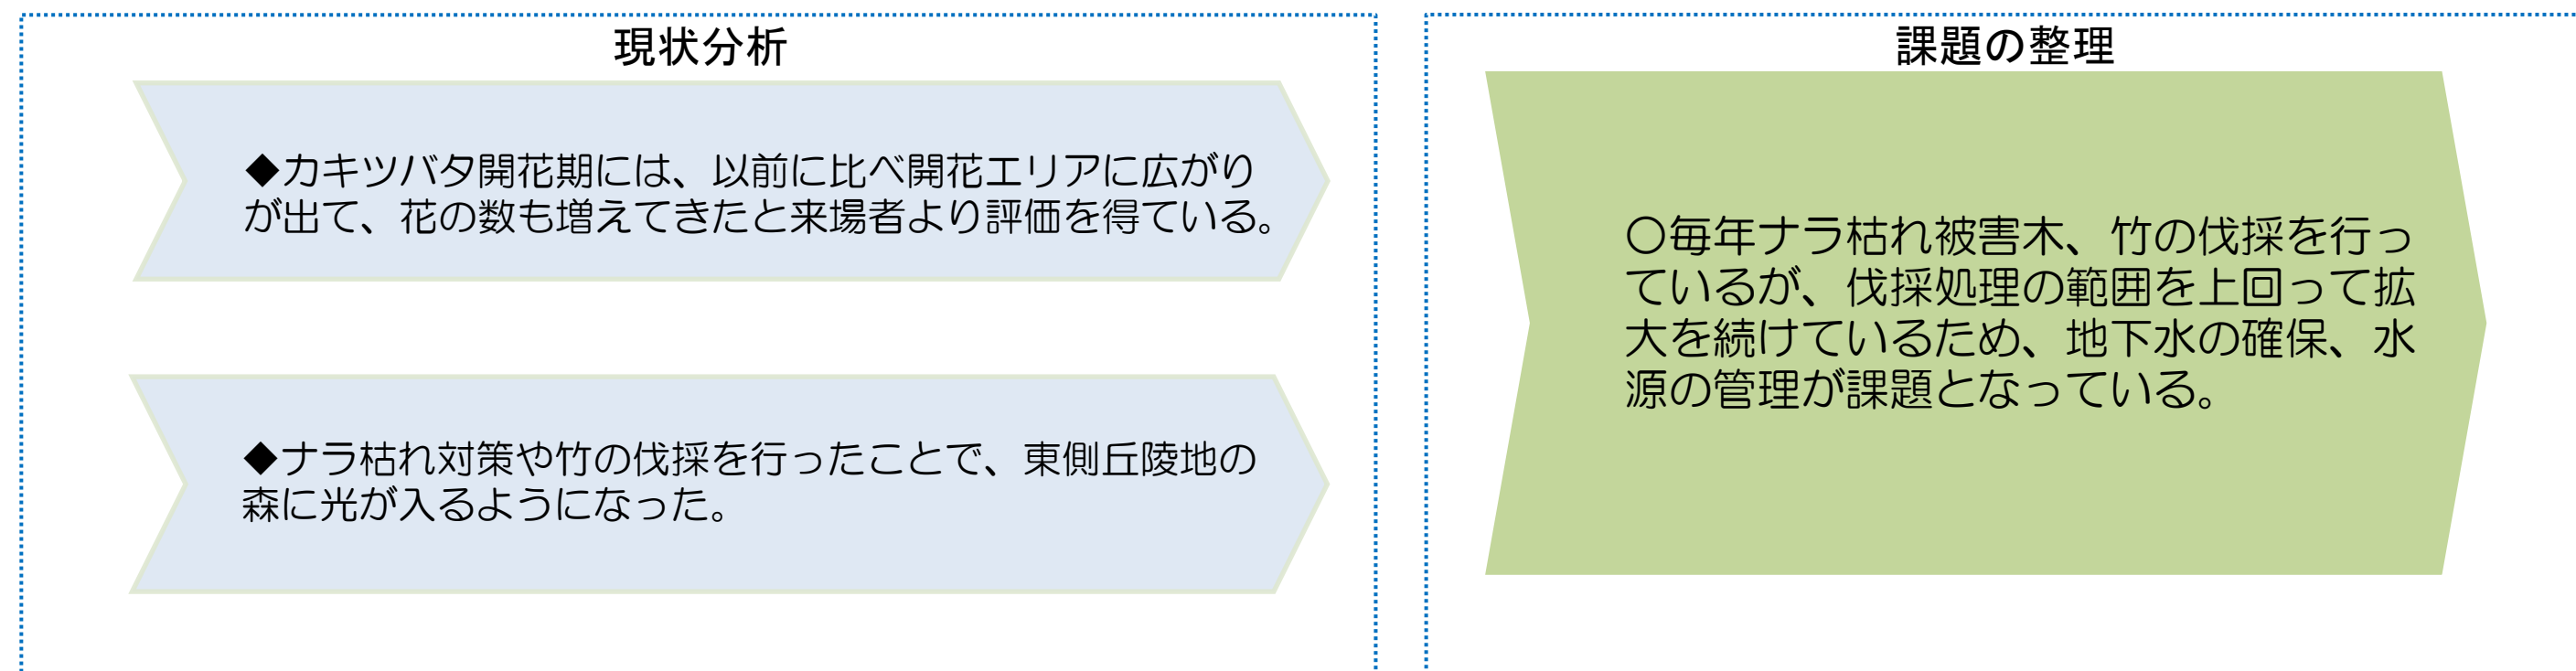 現状分析
◆カキツバタ開花期には、以前に比べ開花エリアに広がり
が出て、花の数も増えてきたと来場者より評価を得ている。
◆ナラ枯れ対策や竹の伐採を行ったことで、東側丘陵地の
森に光が入るようになった。
課題の整理
〇毎年ナラ枯れ被害木、竹の伐採を行っ
ているが、伐採処理の範囲を上回って拡
大を続けているため、地下水の確保、水
源の管理が課題となっている。